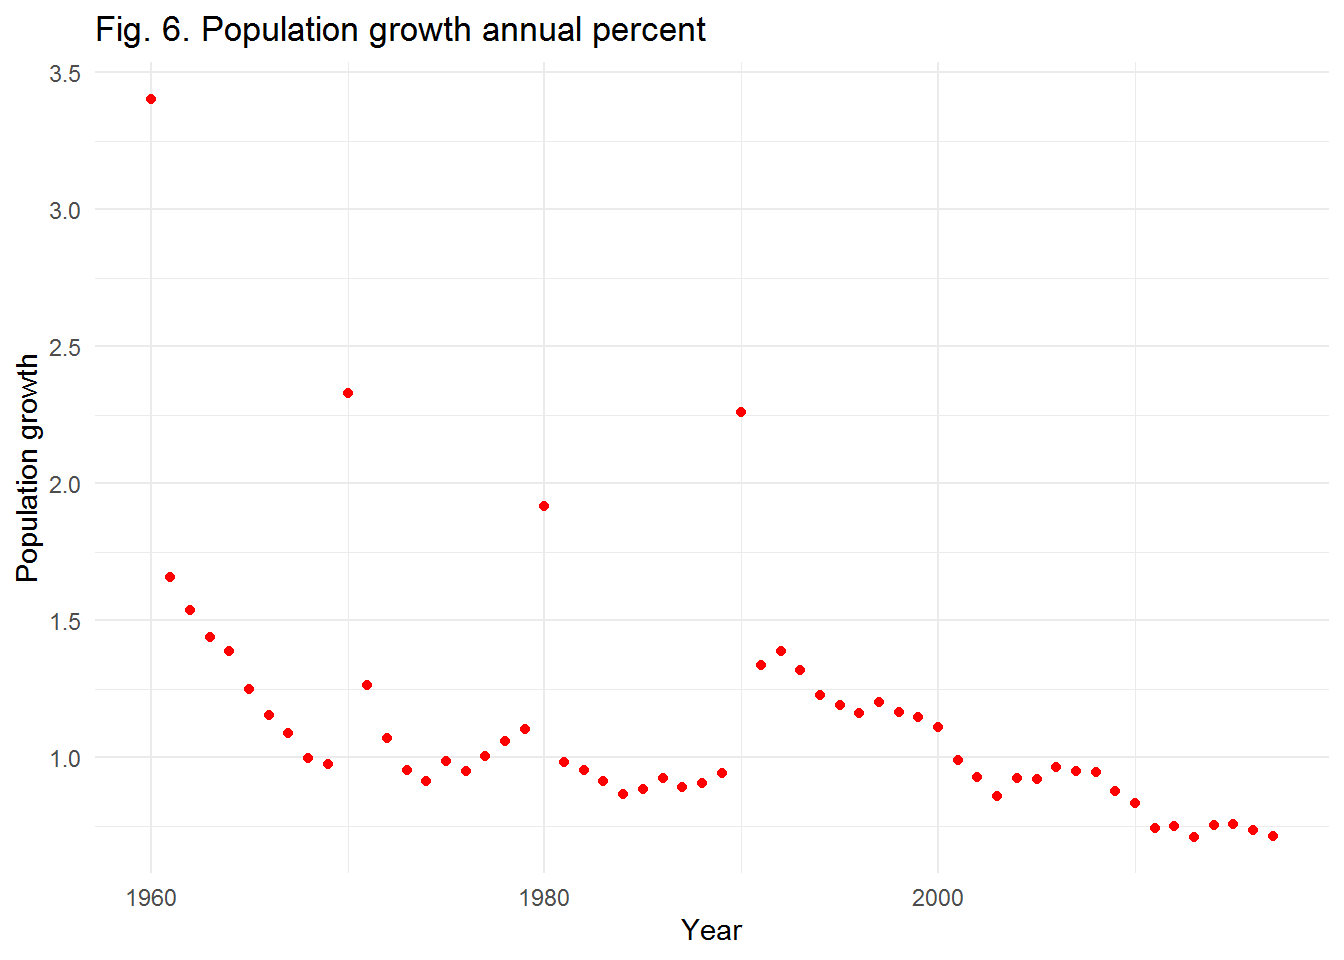 Fig. 6. Population growth annual percent
3.5
3.0
2.5
2.0
1.5
1.0
Population growth
1960 1980 2000
Year